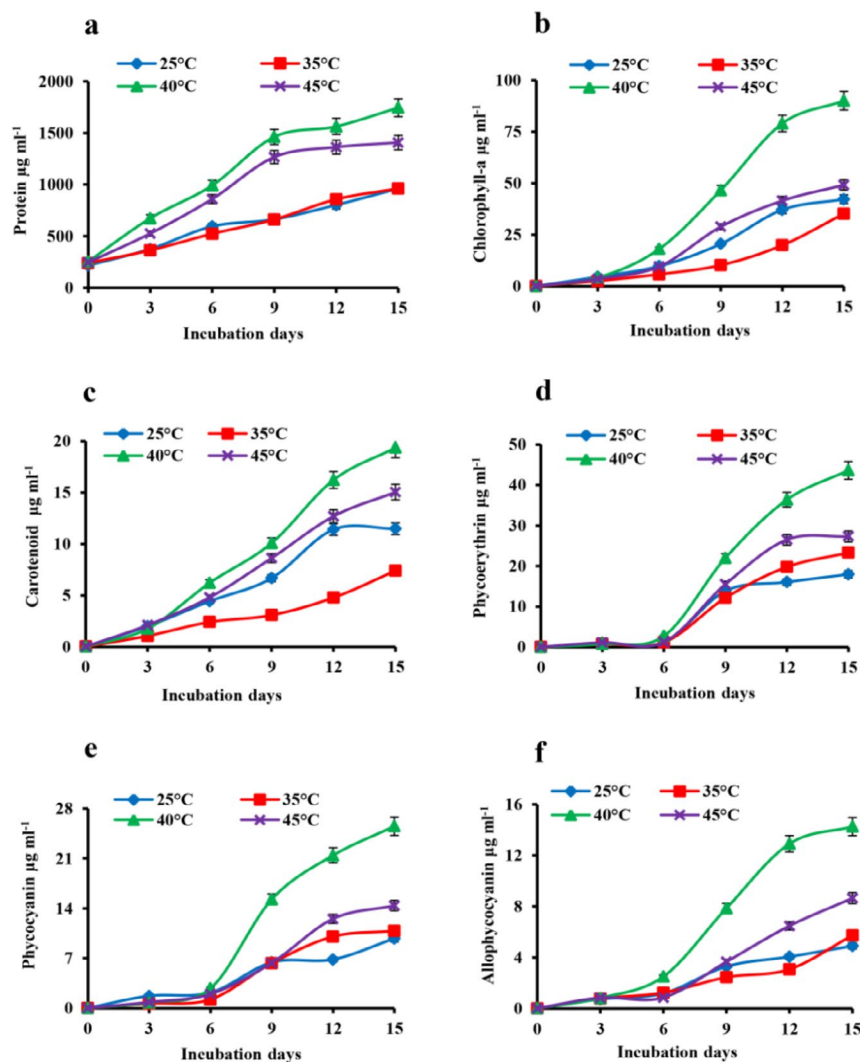 a
25°C 35°C
40°C 45°C
Protein µg ml-1
2000
1500
1000
500
0
0 3 6 9 12 15
Incubation days
b
25°C 35°C
40°C 45°C
Chlorophyll-a µg ml-1
100
75
50
25
0
0 3 6 9 12 15
Incubation days
c
25°C 35°C
40°C 45°C
Carotenoid µg ml-1
20
15
10
5
0
0 3 6 9 12 15
Incubation days
d
25°C 35°C
40°C 45°C
Phycoerythrin µg ml-1
50
40
30
20
10
0
0 3 6 9 12 15
Incubation days
e
25°C 35°C
40°C 45°C
Phycocyanin µg ml-1
28
21
14
7
0
0 3 6 9 12 15
Incubation days
f
25°C 35°C
40°C 45°C
Allophycocyanin µg ml-1
16
12
8
4
0
0 3 6 9 12 15
Incubation days